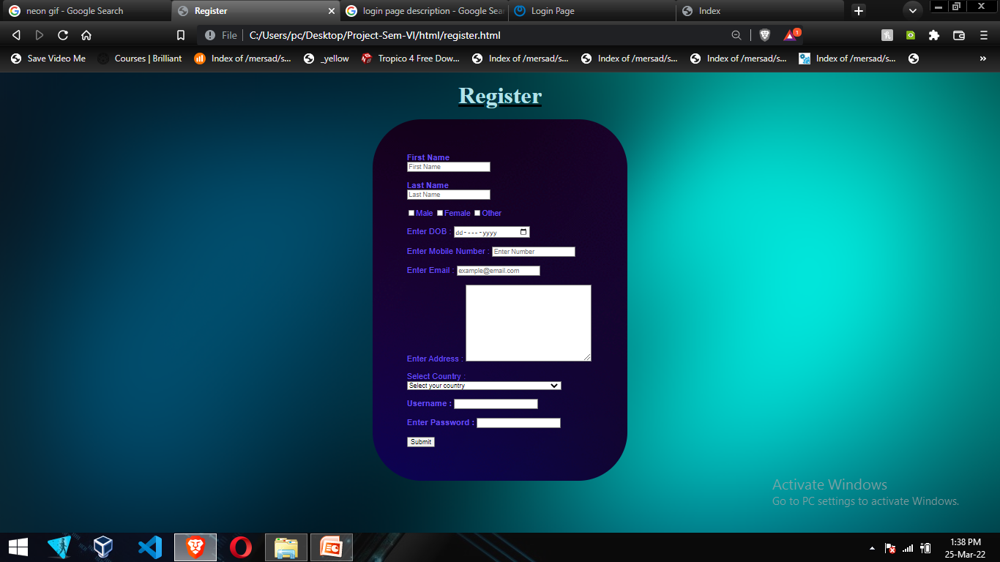 neon gif - Google Search
Register
login page description - Google Sear
Login Page
Index
File
C:/Users/pc/Desktop/Project-Sem-VI/html/register.html
1
Save Video Me
Courses | Brilliant
Index of /mersad/s...
_yellow
Tropico 4 Free Dow...
Index of /mersad/s...
Index of /mersad/s...
Index of /mersad/s...
Index of /mersad/s...
»
Register
First Name
First Name
Last Name
Last Name
Male Female Other
Enter DOB : dd-----yyyy
Enter Mobile Number : Enter Number
Enter Email : example@email.com
Enter Address :
Select Country :
Select your country
Username :
Enter Password :
Submit
Activate Windows
Go to PC settings to activate Windows.
1:38 PM
25-Mar-22